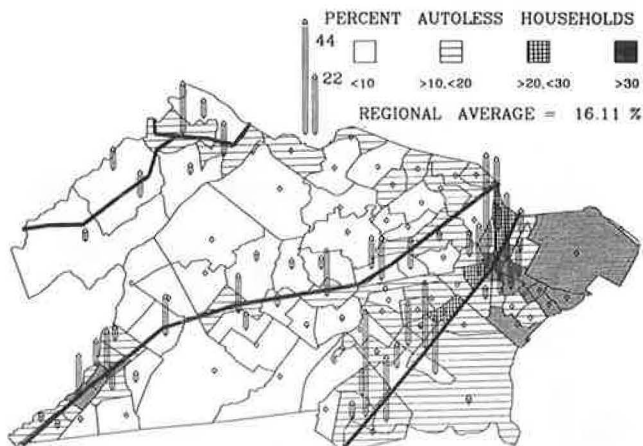 PERCENT AUTOLESS HOUSEHOLDS
44
22
<10 >10,<20 >20,<30 >30
REGIONAL AVERAGE = 16.11 %